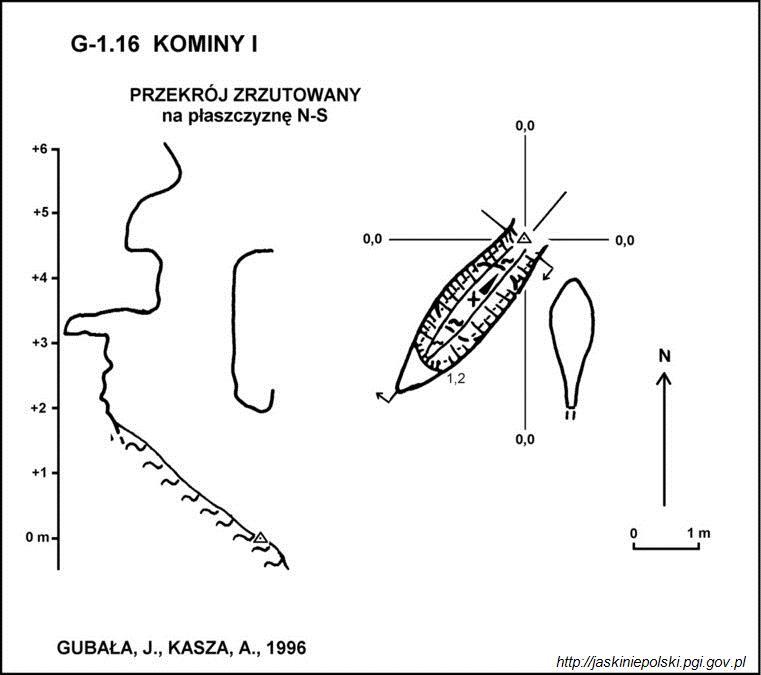 G-1.16 KOMINY I
PRZEKRÓJ ZRZUTOWANY
na płaszczyznę N-S
+6
+5
+4
+3
+2
+1
0 m
0,0
0,0
0,0
1,2
0,0
N
0 1 m
GUBAŁA, J., KASZA, A., 1996
http://jaskiniepolski.pgi.gov.pl